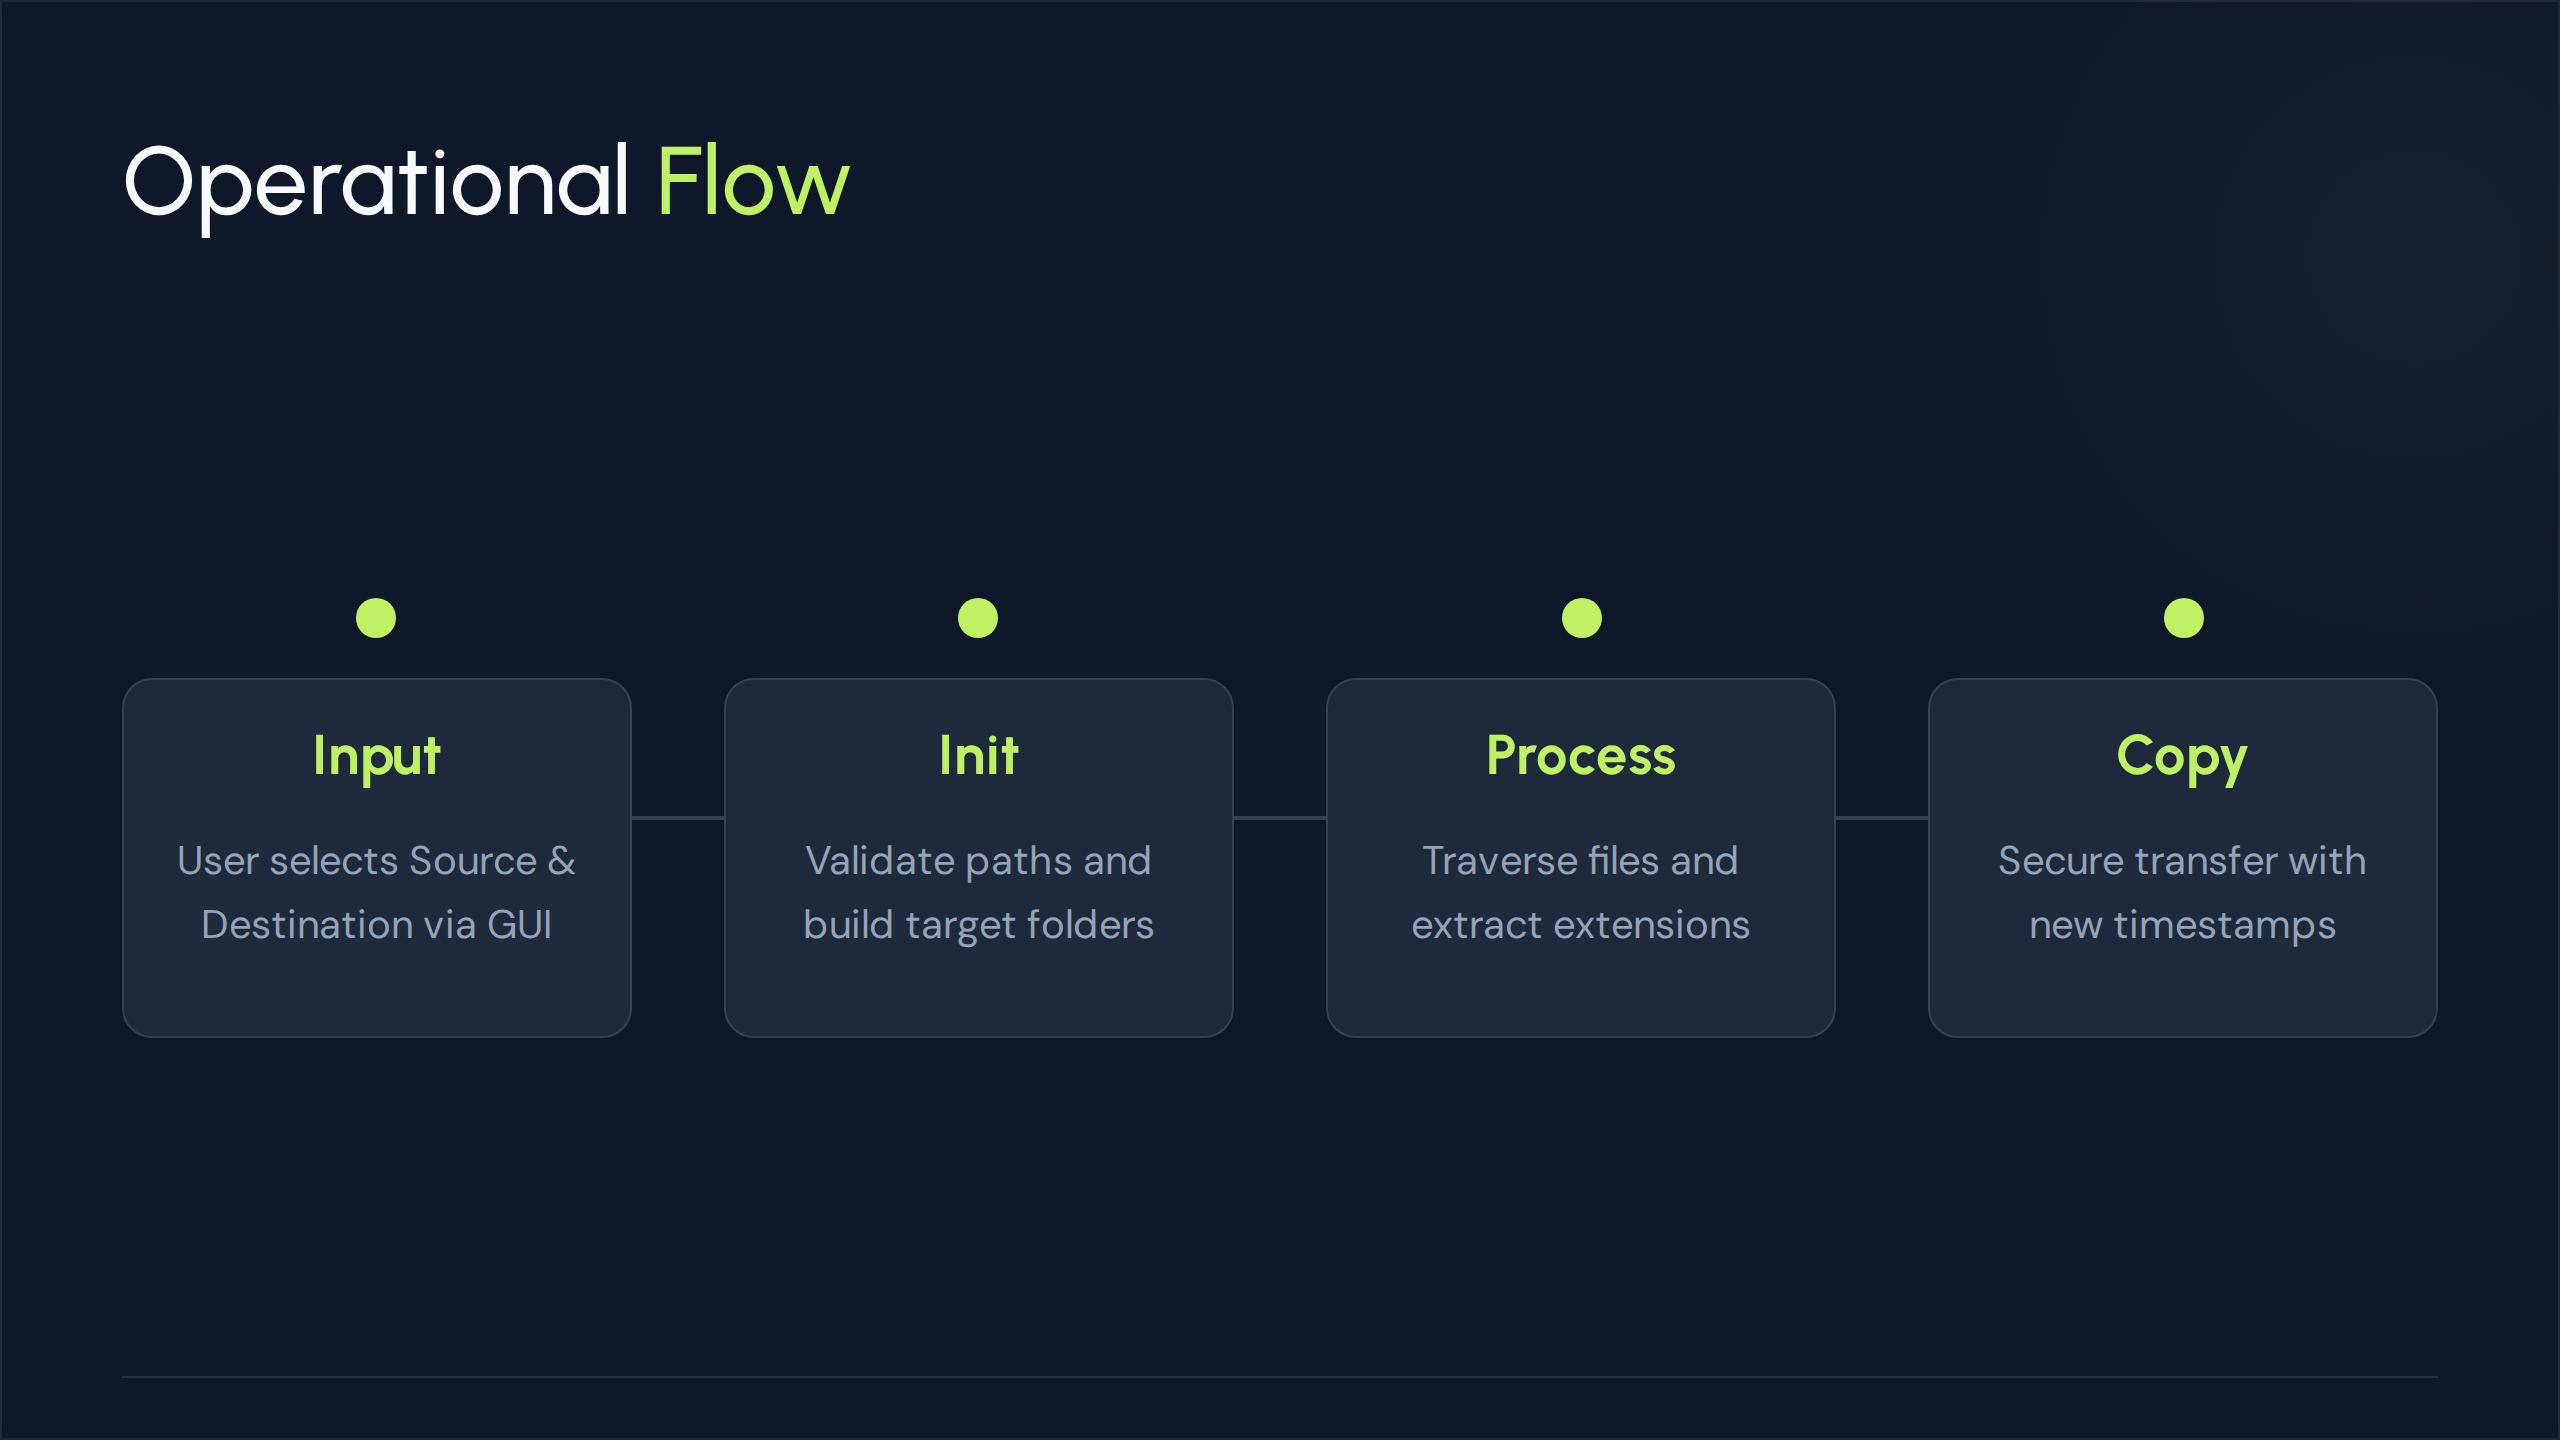 Operational Flow
Input
User selects Source &
Destination via GUI
Init
Validate paths and
build target folders
Process
Traverse files and
extract extensions
Copy
Secure transfer with
new timestamps